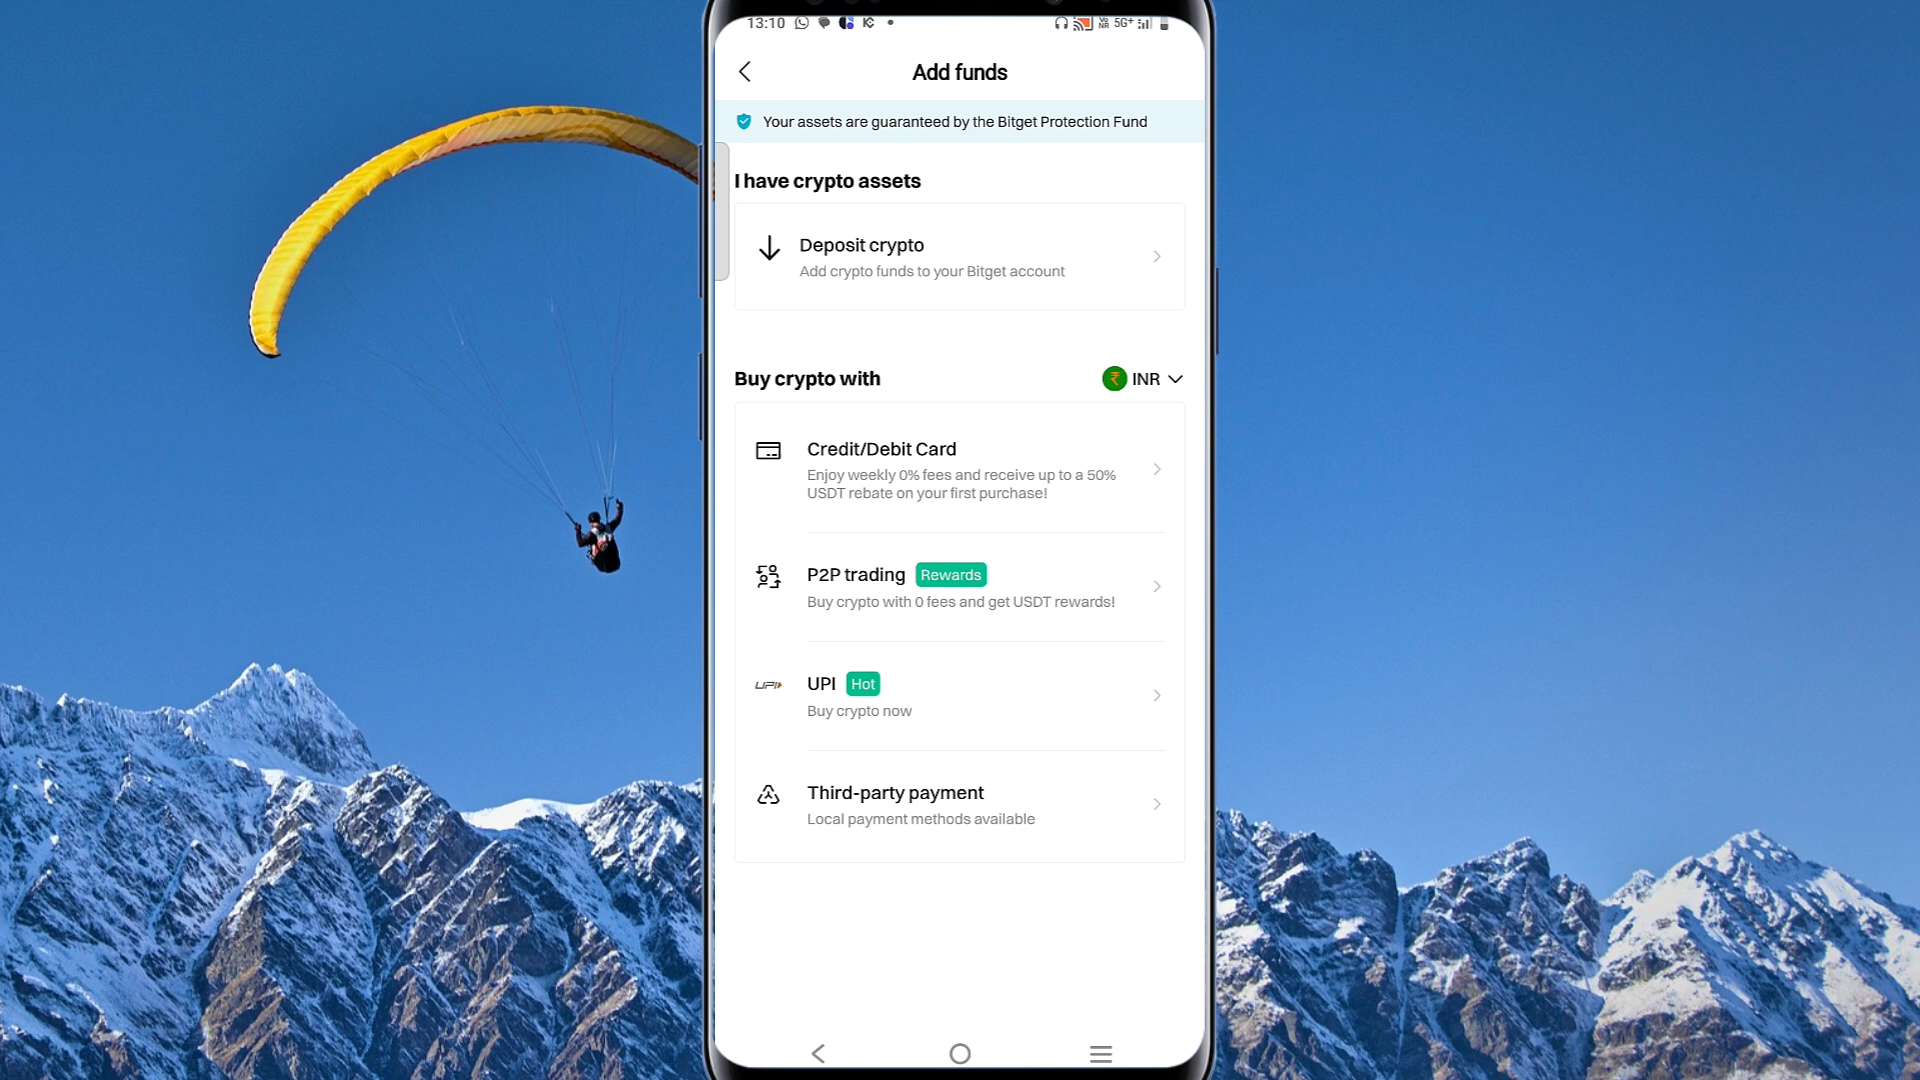 13:10
5G+
Add funds
Your assets are guaranteed by the Bitget Protection Fund
I have crypto assets
Deposit crypto
Add crypto funds to your Bitget account
Buy crypto with
₹ INR
Credit/Debit Card
Enjoy weekly 0% fees and receive up to a 50%
USDT rebate on your first purchase!
P2P trading Rewards
Buy crypto with 0 fees and get USDT rewards!
UPI UPI Hot
Buy crypto now
Third-party payment
Local payment methods available